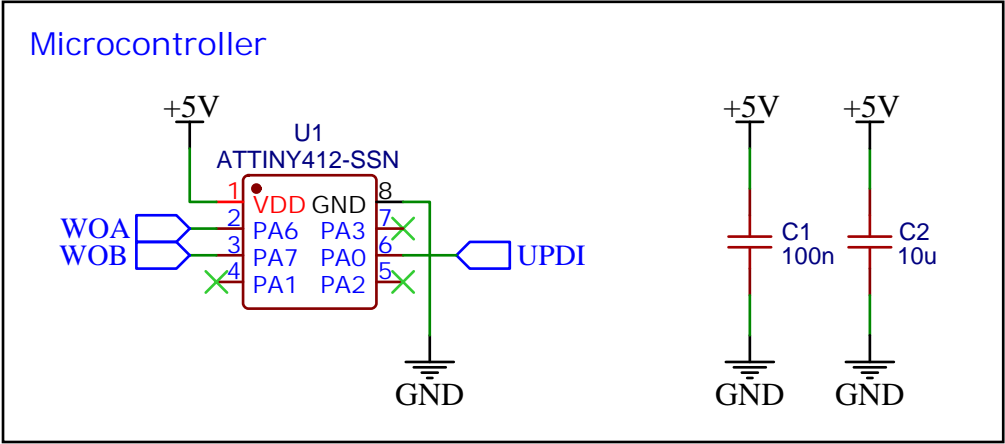 Microcontroller
+5V
+5V
+5V
U1
ATTINY412-SSN
1 VDD GND 8
WOA 2 PA6 PA3 7
WOB 3 PA7 PA0 6 UPDI
4 PA1 PA2 5
C1
100n
C2
10u
GND
GND
GND